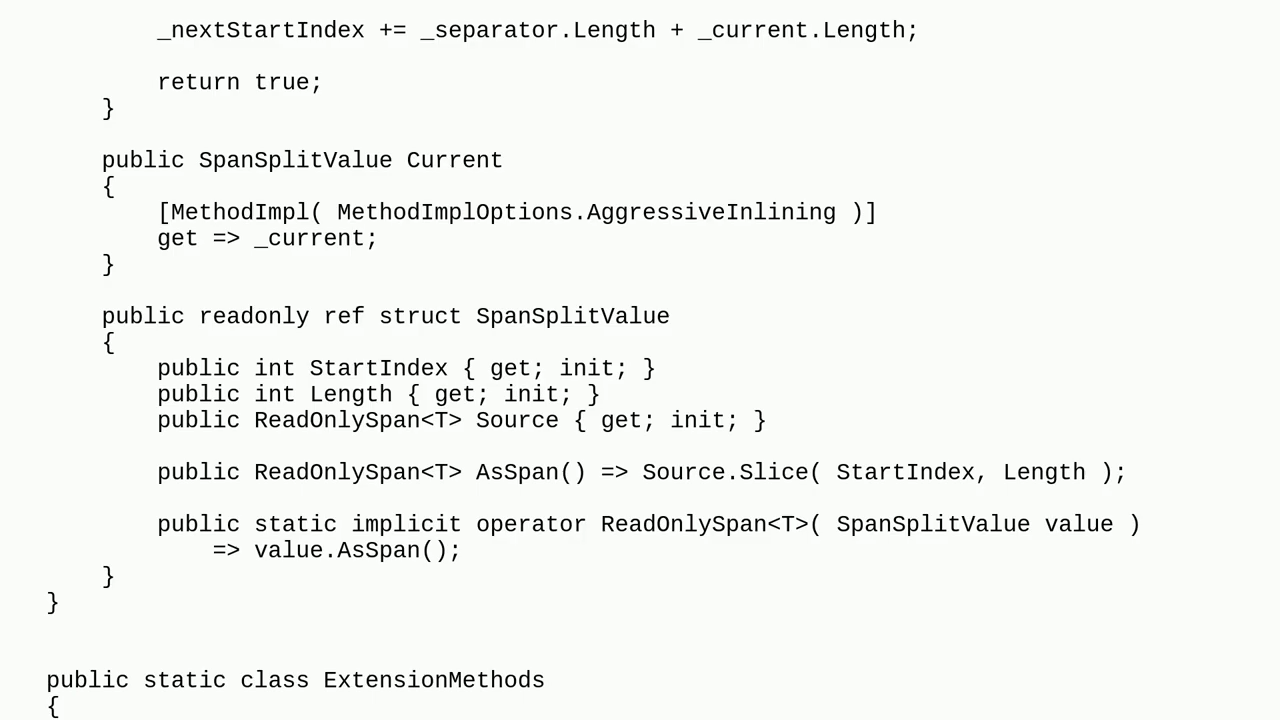 _nextStartIndex += _separator.Length + _current.Length;
return true;
}
public SpanSplitValue Current
{
[MethodImpl( MethodImplOptions.AggressiveInlining )]
get => _current;
}
public readonly ref struct SpanSplitValue
{
public int StartIndex { get; init; }
public int Length { get; init; }
public ReadOnlySpan<T> Source { get; init; }
public ReadOnlySpan<T> AsSpan() => Source.Slice( StartIndex, Length );
public static implicit operator ReadOnlySpan<T>( SpanSplitValue value )
=> value.AsSpan();
}
}
public static class ExtensionMethods
{